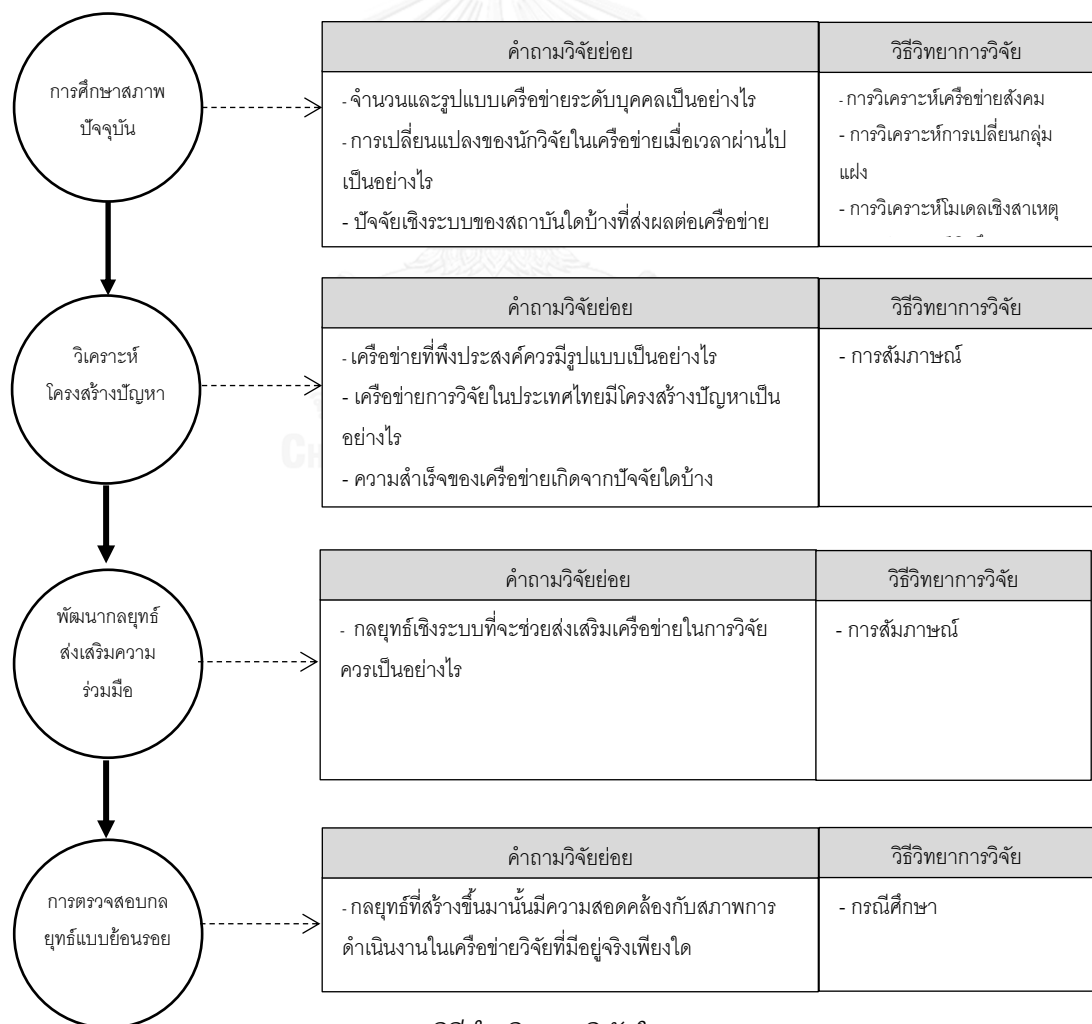 การศึกษาสภาพ
ปัจจุบัน
คำถามวิจัยย่อย
วิธีวิทยาการวิจัย
- จำนวนและรูปแบบเครือข่ายระดับบุคคลเป็นอย่างไร
- การเปลี่ยนแปลงของนักวิจัยในเครือข่ายเมื่อเวลาผ่านไป
เป็นอย่างไร
- ปัจจัยเชิงระบบของสถาบันใดบ้างที่ส่งผลต่อเครือข่าย
- การวิเคราะห์เครือข่ายสังคม
- การวิเคราะห์การเปลี่ยนกลุ่ม
แฝง
- การวิเคราะห์โมเดลเชิงสาเหตุ
วิเคราะห์
โครงสร้างปัญหา
คำถามวิจัยย่อย
วิธีวิทยาการวิจัย
- เครือข่ายที่พึงประสงค์ควรมีรูปแบบเป็นอย่างไร
- เครือข่ายการวิจัยในประเทศไทยมีโครงสร้างปัญหาเป็น
อย่างไร
- ความสำเร็จของเครือข่ายเกิดจากปัจจัยใดบ้าง
- การสัมภาษณ์
พัฒนากลยุทธ์
ส่งเสริมความ
ร่วมมือ
คำถามวิจัยย่อย
วิธีวิทยาการวิจัย
- กลยุทธ์เชิงระบบที่จะช่วยส่งเสริมเครือข่ายในการวิจัย
ควรเป็นอย่างไร
- การสัมภาษณ์
การตรวจสอบกล
ยุทธ์แบบย้อนรอย
คำถามวิจัยย่อย
วิธีวิทยาการวิจัย
- กลยุทธ์ที่สร้างขึ้นมานั้นมีความสอดคล้องกับสภาพการ
ดำเนินงานในเครือข่ายวิจัยที่มีอยู่จริงเพียงใด
- กรณีศึกษา